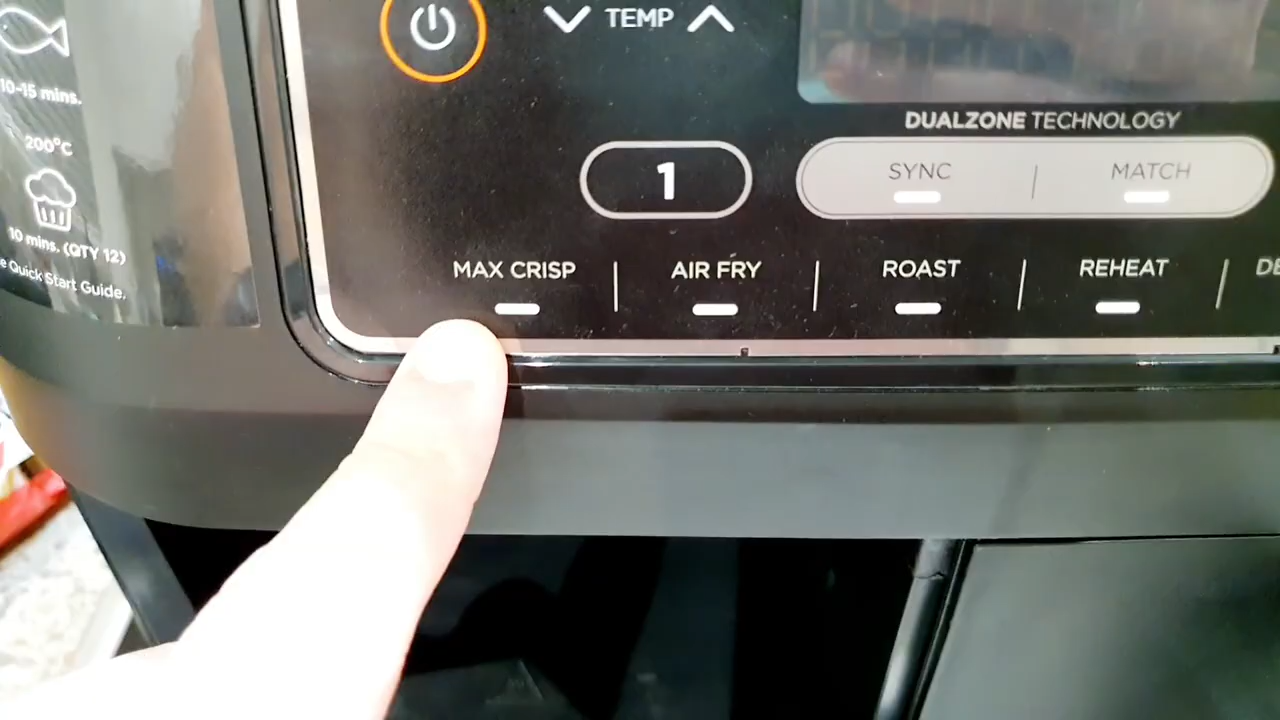 TEMP
DUALZONE TECHNOLOGY
1
SYNC
MATCH
MAX CRISP
AIR FRY
ROAST
REHEAT
DE
10-15 mins.
200°C
10 mins. (QTY 12)
e Quick Start Guide.